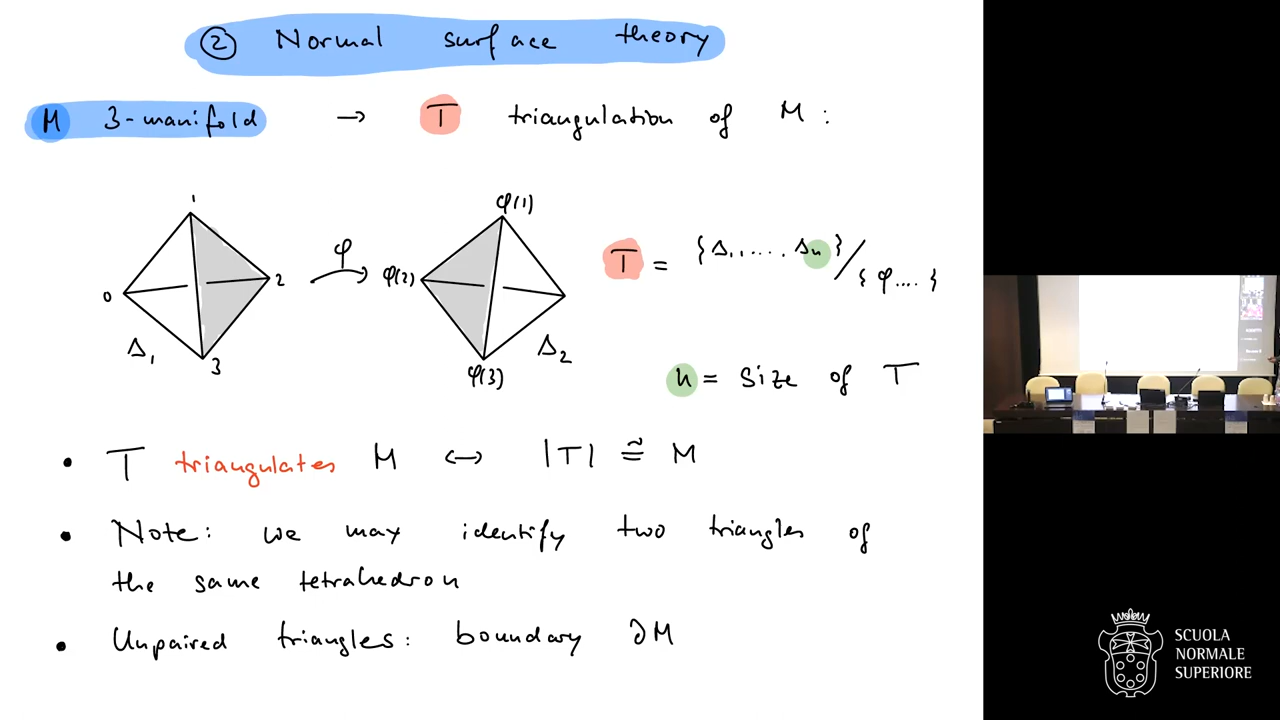 ② Normal surface theory
M 3-manifold → T triangulation of M:
1
φ(1)
φ
0
2
φ(2)
T = {Δ₁, .... Δn} / {φ....}
Δ₁
3
φ(3)
Δ₂
n = size of T
• T triangulates M ↔ |T| ≅ M
• Note: we may identify two triangles of
the same tetrahedron
• Unpaired triangles: boundary ∂M
SCUOLA
NORMALE
SUPERIORE